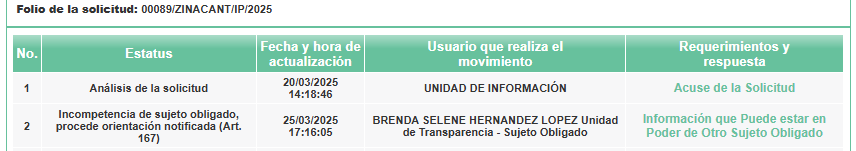 Folio de la solicitud: 00089/ZINACANT/IP/2025
No. Estatus Fecha y hora de actualización Usuario que realiza el movimiento Requerimientos y respuesta
1 Análisis de la solicitud 20/03/2025 14:18:46 UNIDAD DE INFORMACIÓN Acuse de la Solicitud
2 Incompetencia de sujeto obligado, procede orientación notificada (Art. 167) 25/03/2025 17:16:05 BRENDA SELENE HERNANDEZ LOPEZ Unidad de Transparencia - Sujeto Obligado Información que Puede estar en Poder de Otro Sujeto Obligado